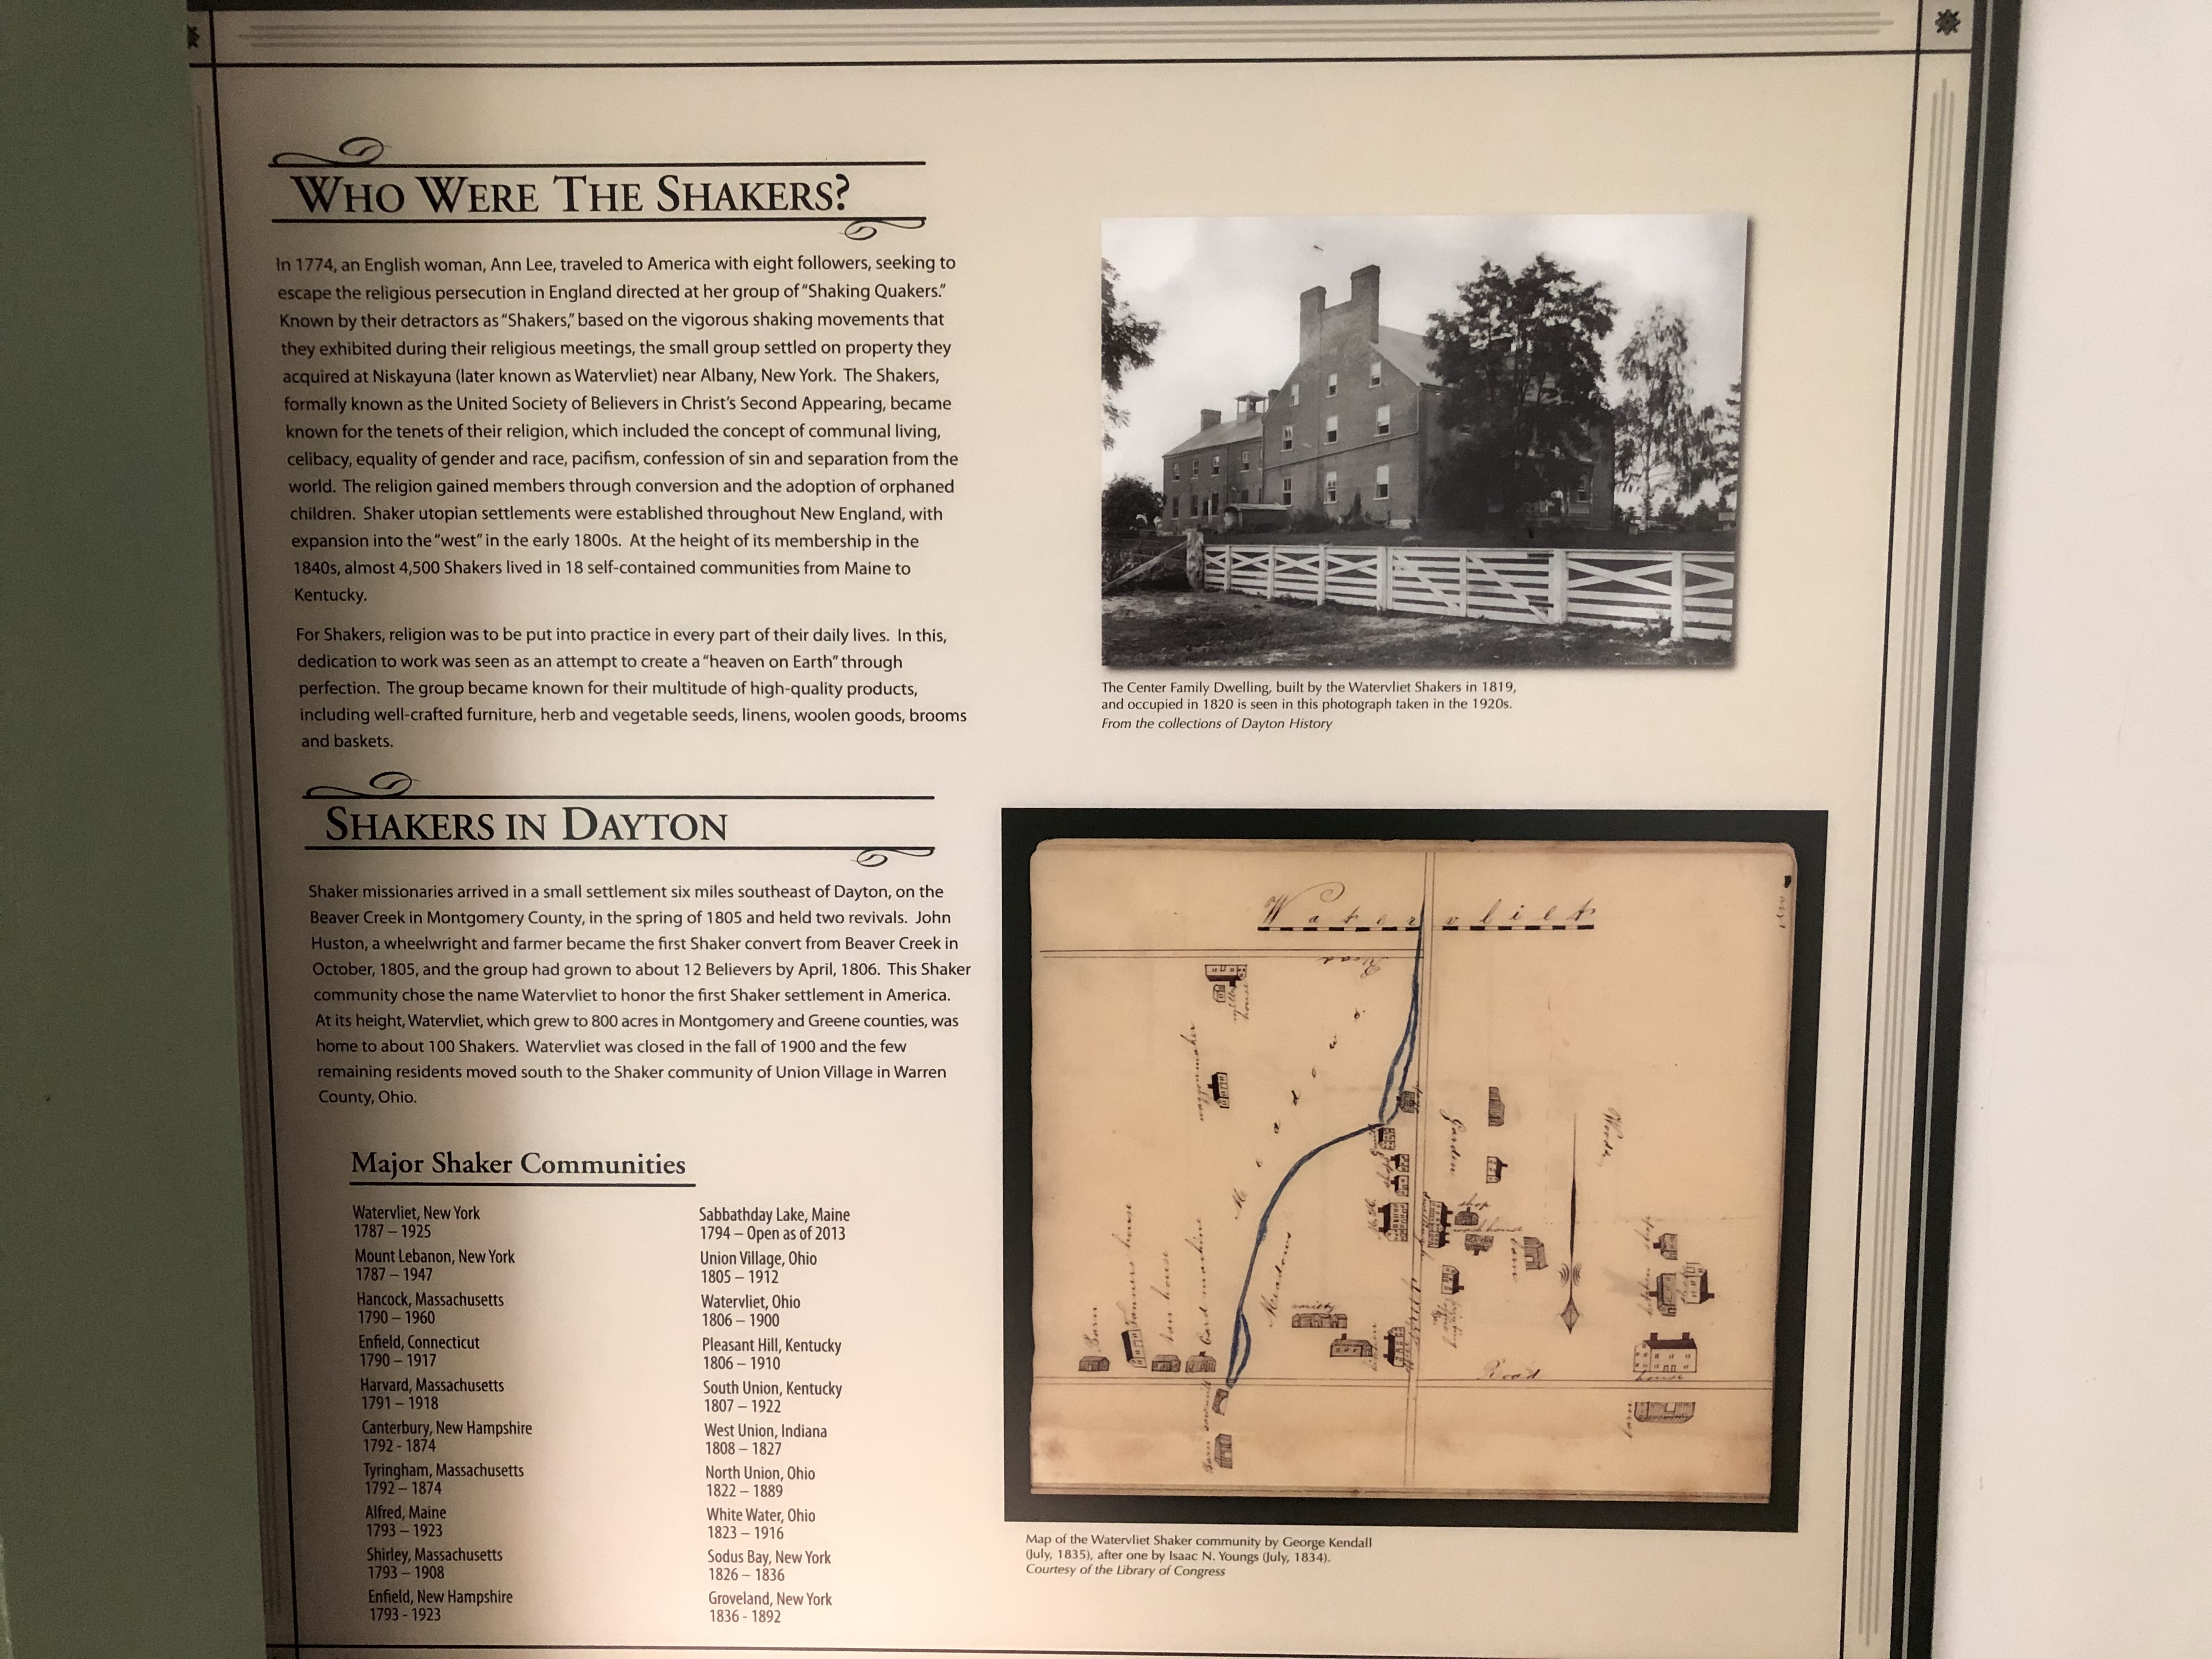 WHO WERE THE SHAKERS?
In 1774, an English woman, Ann Lee, traveled to America with eight followers, seeking to
escape the religious persecution in England directed at her group of “Shaking Quakers.”
Known by their detractors as “Shakers,” based on the vigorous shaking movements that
they exhibited during their religious meetings, the small group settled on property they
acquired at Niskayuna (later known as Watervliet) near Albany, New York. The Shakers,
formally known as the United Society of Believers in Christ’s Second Appearing, became
known for the tenets of their religion, which included the concept of communal living,
celibacy, equality of gender and race, pacifism, confession of sin and separation from the
world. The religion gained members through conversion and the adoption of orphaned
children. Shaker utopian settlements were established throughout New England, with
expansion into the “west” in the early 1800s. At the height of its membership in the
1840s, almost 4,500 Shakers lived in 18 self-contained communities from Maine to
Kentucky.
For Shakers, religion was to be put into practice in every part of their daily lives. In this,
dedication to work was seen as an attempt to create a “heaven on Earth” through
perfection. The group became known for their multitude of high-quality products,
including well-crafted furniture, herb and vegetable seeds, linens, woolen goods, brooms
and baskets.
SHAKERS IN DAYTON
Shaker missionaries arrived in a small settlement six miles southeast of Dayton, on the
Beaver Creek in Montgomery County, in the spring of 1805 and held two revivals. John
Huston, a wheelwright and farmer became the first Shaker convert from Beaver Creek in
October, 1805, and the group had grown to about 12 Believers by April, 1806. This Shaker
community chose the name Watervliet to honor the first Shaker settlement in America.
At its height, Watervliet, which grew to 800 acres in Montgomery and Greene counties, was
home to about 100 Shakers. Watervliet was closed in the fall of 1900 and the few
remaining residents moved south to the Shaker community of Union Village in Warren
County, Ohio.
Major Shaker Communities
Watervliet, New York
1787 – 1925
Mount Lebanon, New York
1787 – 1947
Hancock, Massachusetts
1790 – 1960
Enfield, Connecticut
1790 – 1917
Harvard, Massachusetts
1791 – 1918
Canterbury, New Hampshire
1792 - 1874
Tyringham, Massachusetts
1792 – 1874
Alfred, Maine
1793 – 1923
Shirley, Massachusetts
1793 – 1908
Enfield, New Hampshire
1793 - 1923
Sabbathday Lake, Maine
1794 – Open as of 2013
Union Village, Ohio
1805 – 1912
Watervliet, Ohio
1806 – 1900
Pleasant Hill, Kentucky
1806 – 1910
South Union, Kentucky
1807 – 1922
West Union, Indiana
1808 – 1827
North Union, Ohio
1822 – 1889
White Water, Ohio
1823 – 1916
Sodus Bay, New York
1826 – 1836
Groveland, New York
1836 - 1892
The Center Family Dwelling, built by the Watervliet Shakers in 1819,
and occupied in 1820 is seen in this photograph taken in the 1920s.
From the collections of Dayton History
Watervliet
Road
house
waggonmaker
Garden
Woods
shop
wash house
barn
Meadows
Barn
Tanners house
tan house
Card machine
kitchen
shop
Road
house
barn
Barn
Map of the Watervliet Shaker community by George Kendall
(July, 1835), after one by Isaac N. Youngs (July, 1834).
Courtesy of the Library of Congress